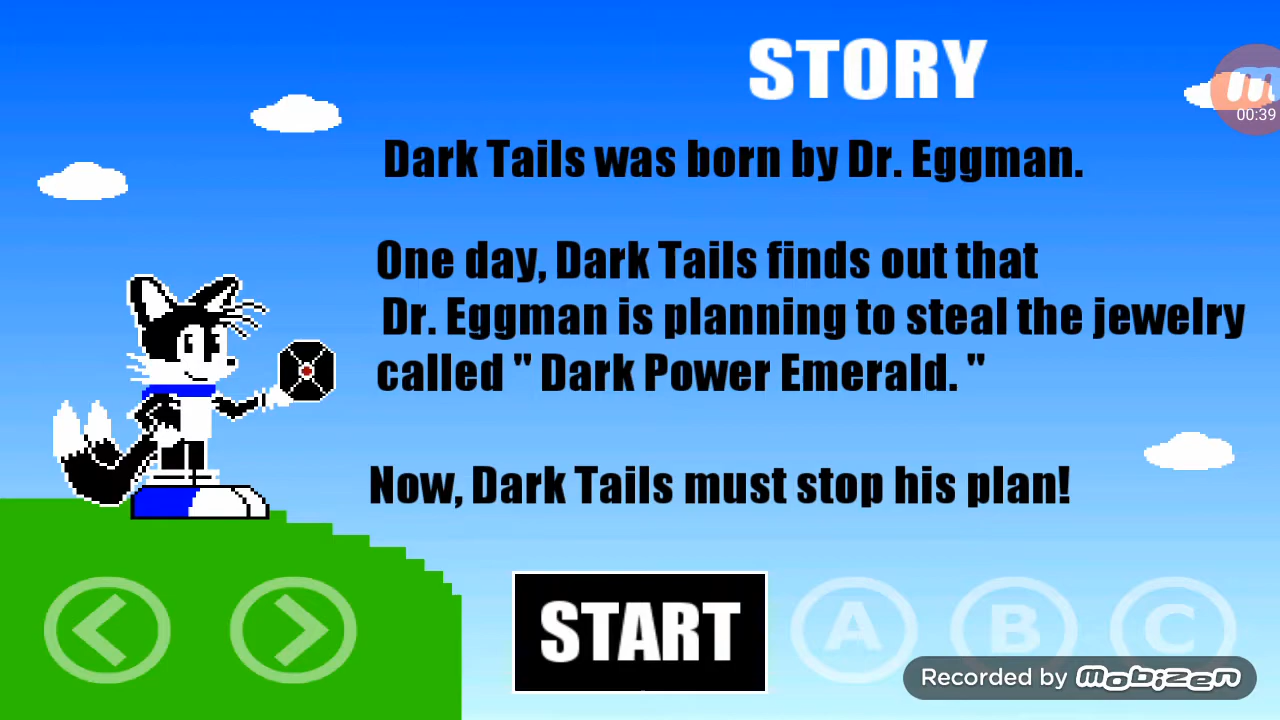 STORY
00:39
Dark Tails was born by Dr. Eggman.
One day, Dark Tails finds out that
Dr. Eggman is planning to steal the jewelry
called " Dark Power Emerald. "
Now, Dark Tails must stop his plan!
START
A B C
Recorded by mobizen